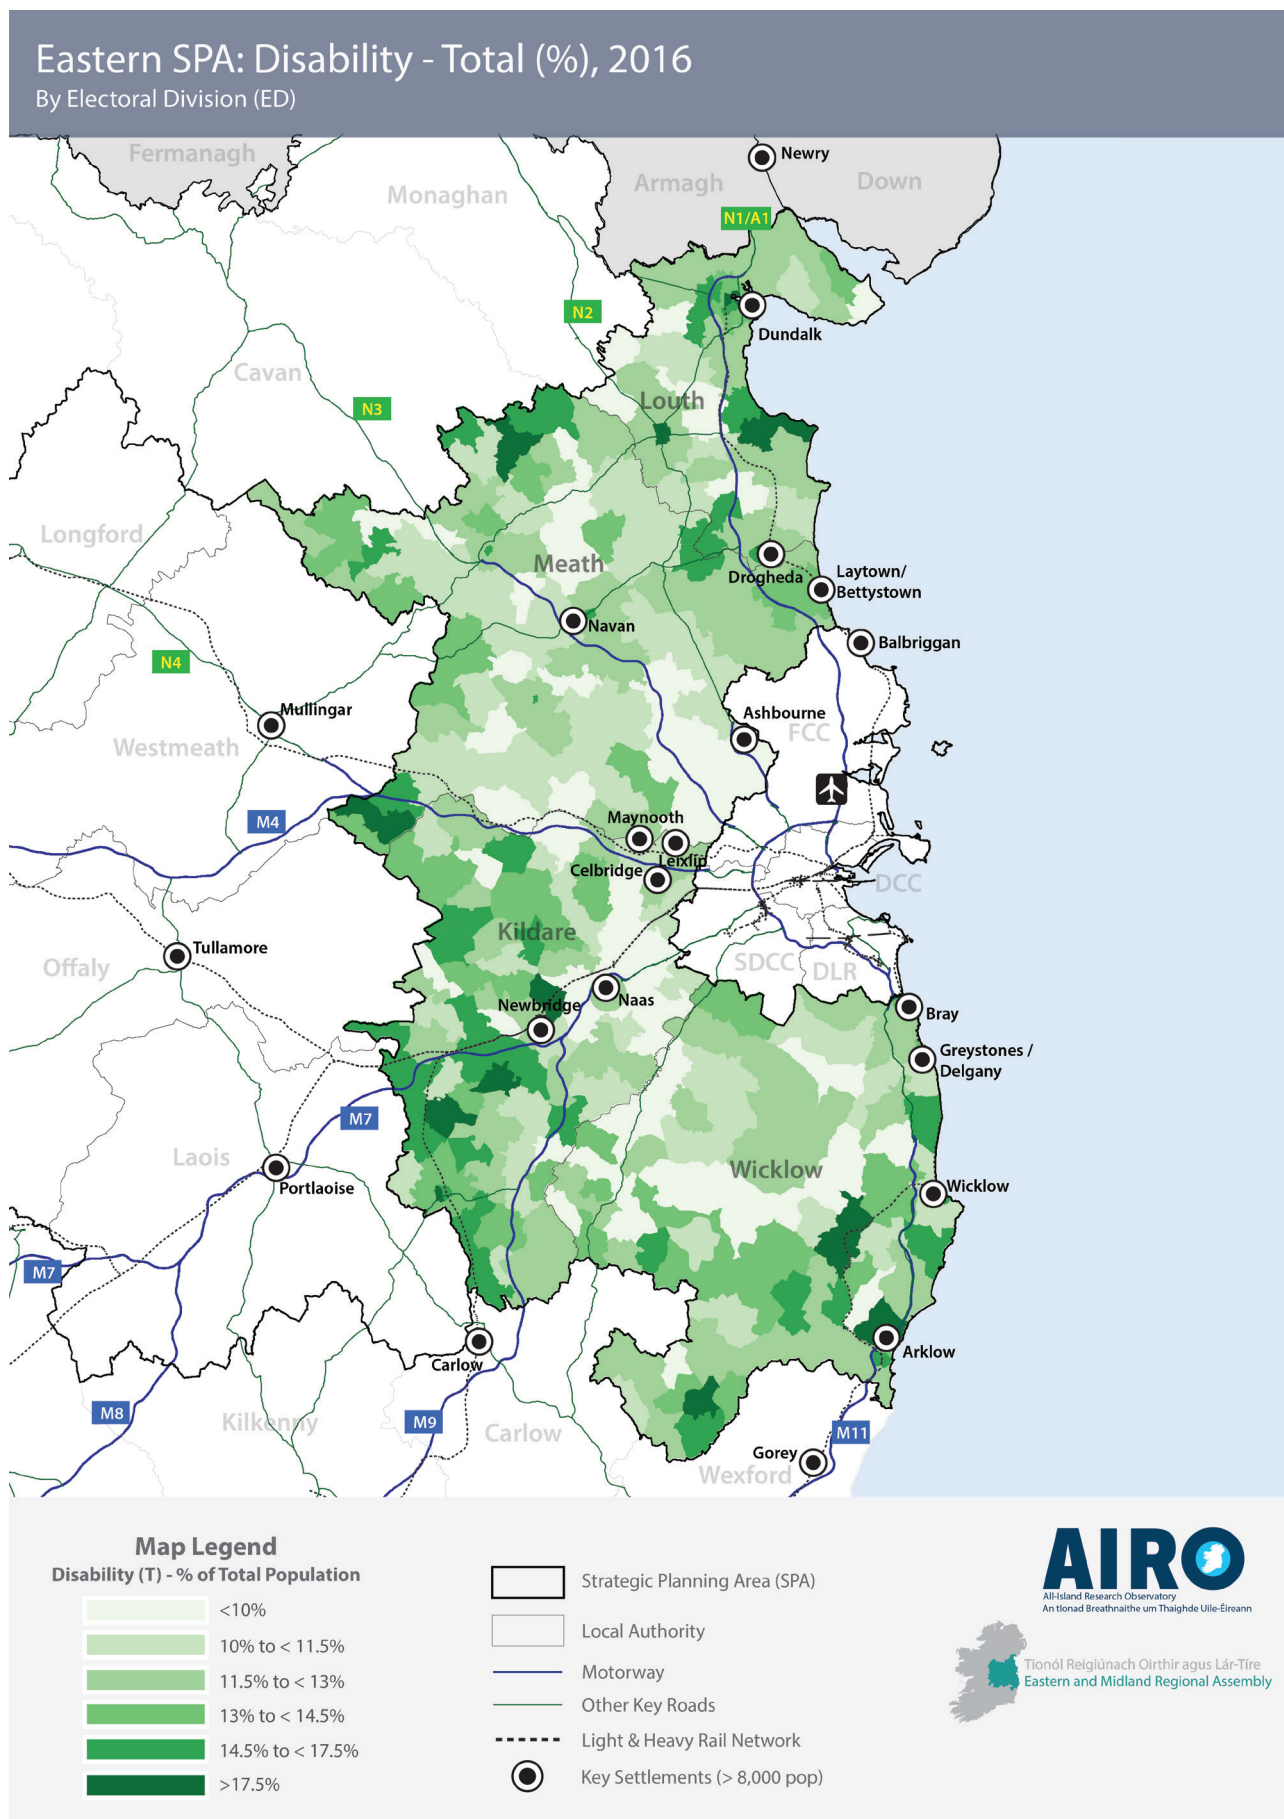 Eastern SPA: Disability - Total (%), 2016
By Electoral Division (ED)
Fermanagh
Monaghan
Armagh
Newry
Down
N1/A1
N2
Dundalk
Cavan
N3
Louth
Longford
Meath
Drogheda
Laytown/
Bettystown
Navan
Balbriggan
N4
Mullingar
Westmeath
Ashbourne
FCC
M4
Maynooth
Leixlip
Celbridge
DCC
Kildare
Tullamore
Offaly
SDCC
DLR
Newbridge
Naas
Bray
Greystones /
Delgany
M7
Laois
Portlaoise
Wicklow
Wicklow
M7
Arklow
Carlow
M8
Kilkenny
M9
Carlow
M11
Gorey
Wexford
Map Legend
Disability (T) - % of Total Population
<10%
10% to < 11.5%
11.5% to < 13%
13% to < 14.5%
14.5% to < 17.5%
>17.5%
Strategic Planning Area (SPA)
Local Authority
Motorway
Other Key Roads
Light & Heavy Rail Network
Key Settlements (> 8,000 pop)
AIRO
All-Island Research Observatory
An tIonad Breathnaithe um Thaighde Uile-Éireann
Tionól Reigiúnach Oirthir agus Lár-Tíre
Eastern and Midland Regional Assembly